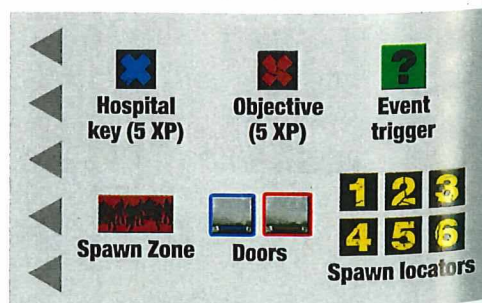 ?
Hospital
key (5 XP)
Objective
(5 XP)
Event
trigger
Spawn Zone
Doors
1 2 3
4 5 6
Spawn locators